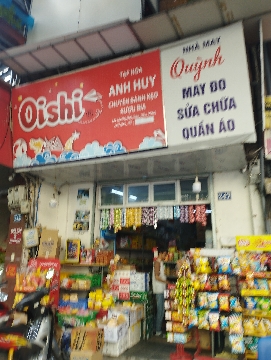 Oishi
TẠP HÓA
ANH HUY
CHUYÊN BÁNH KẸO
RƯỢU BIA
NHÀ MAY
Quỳnh
MAY ĐO
SỬA CHỮA
QUẦN ÁO